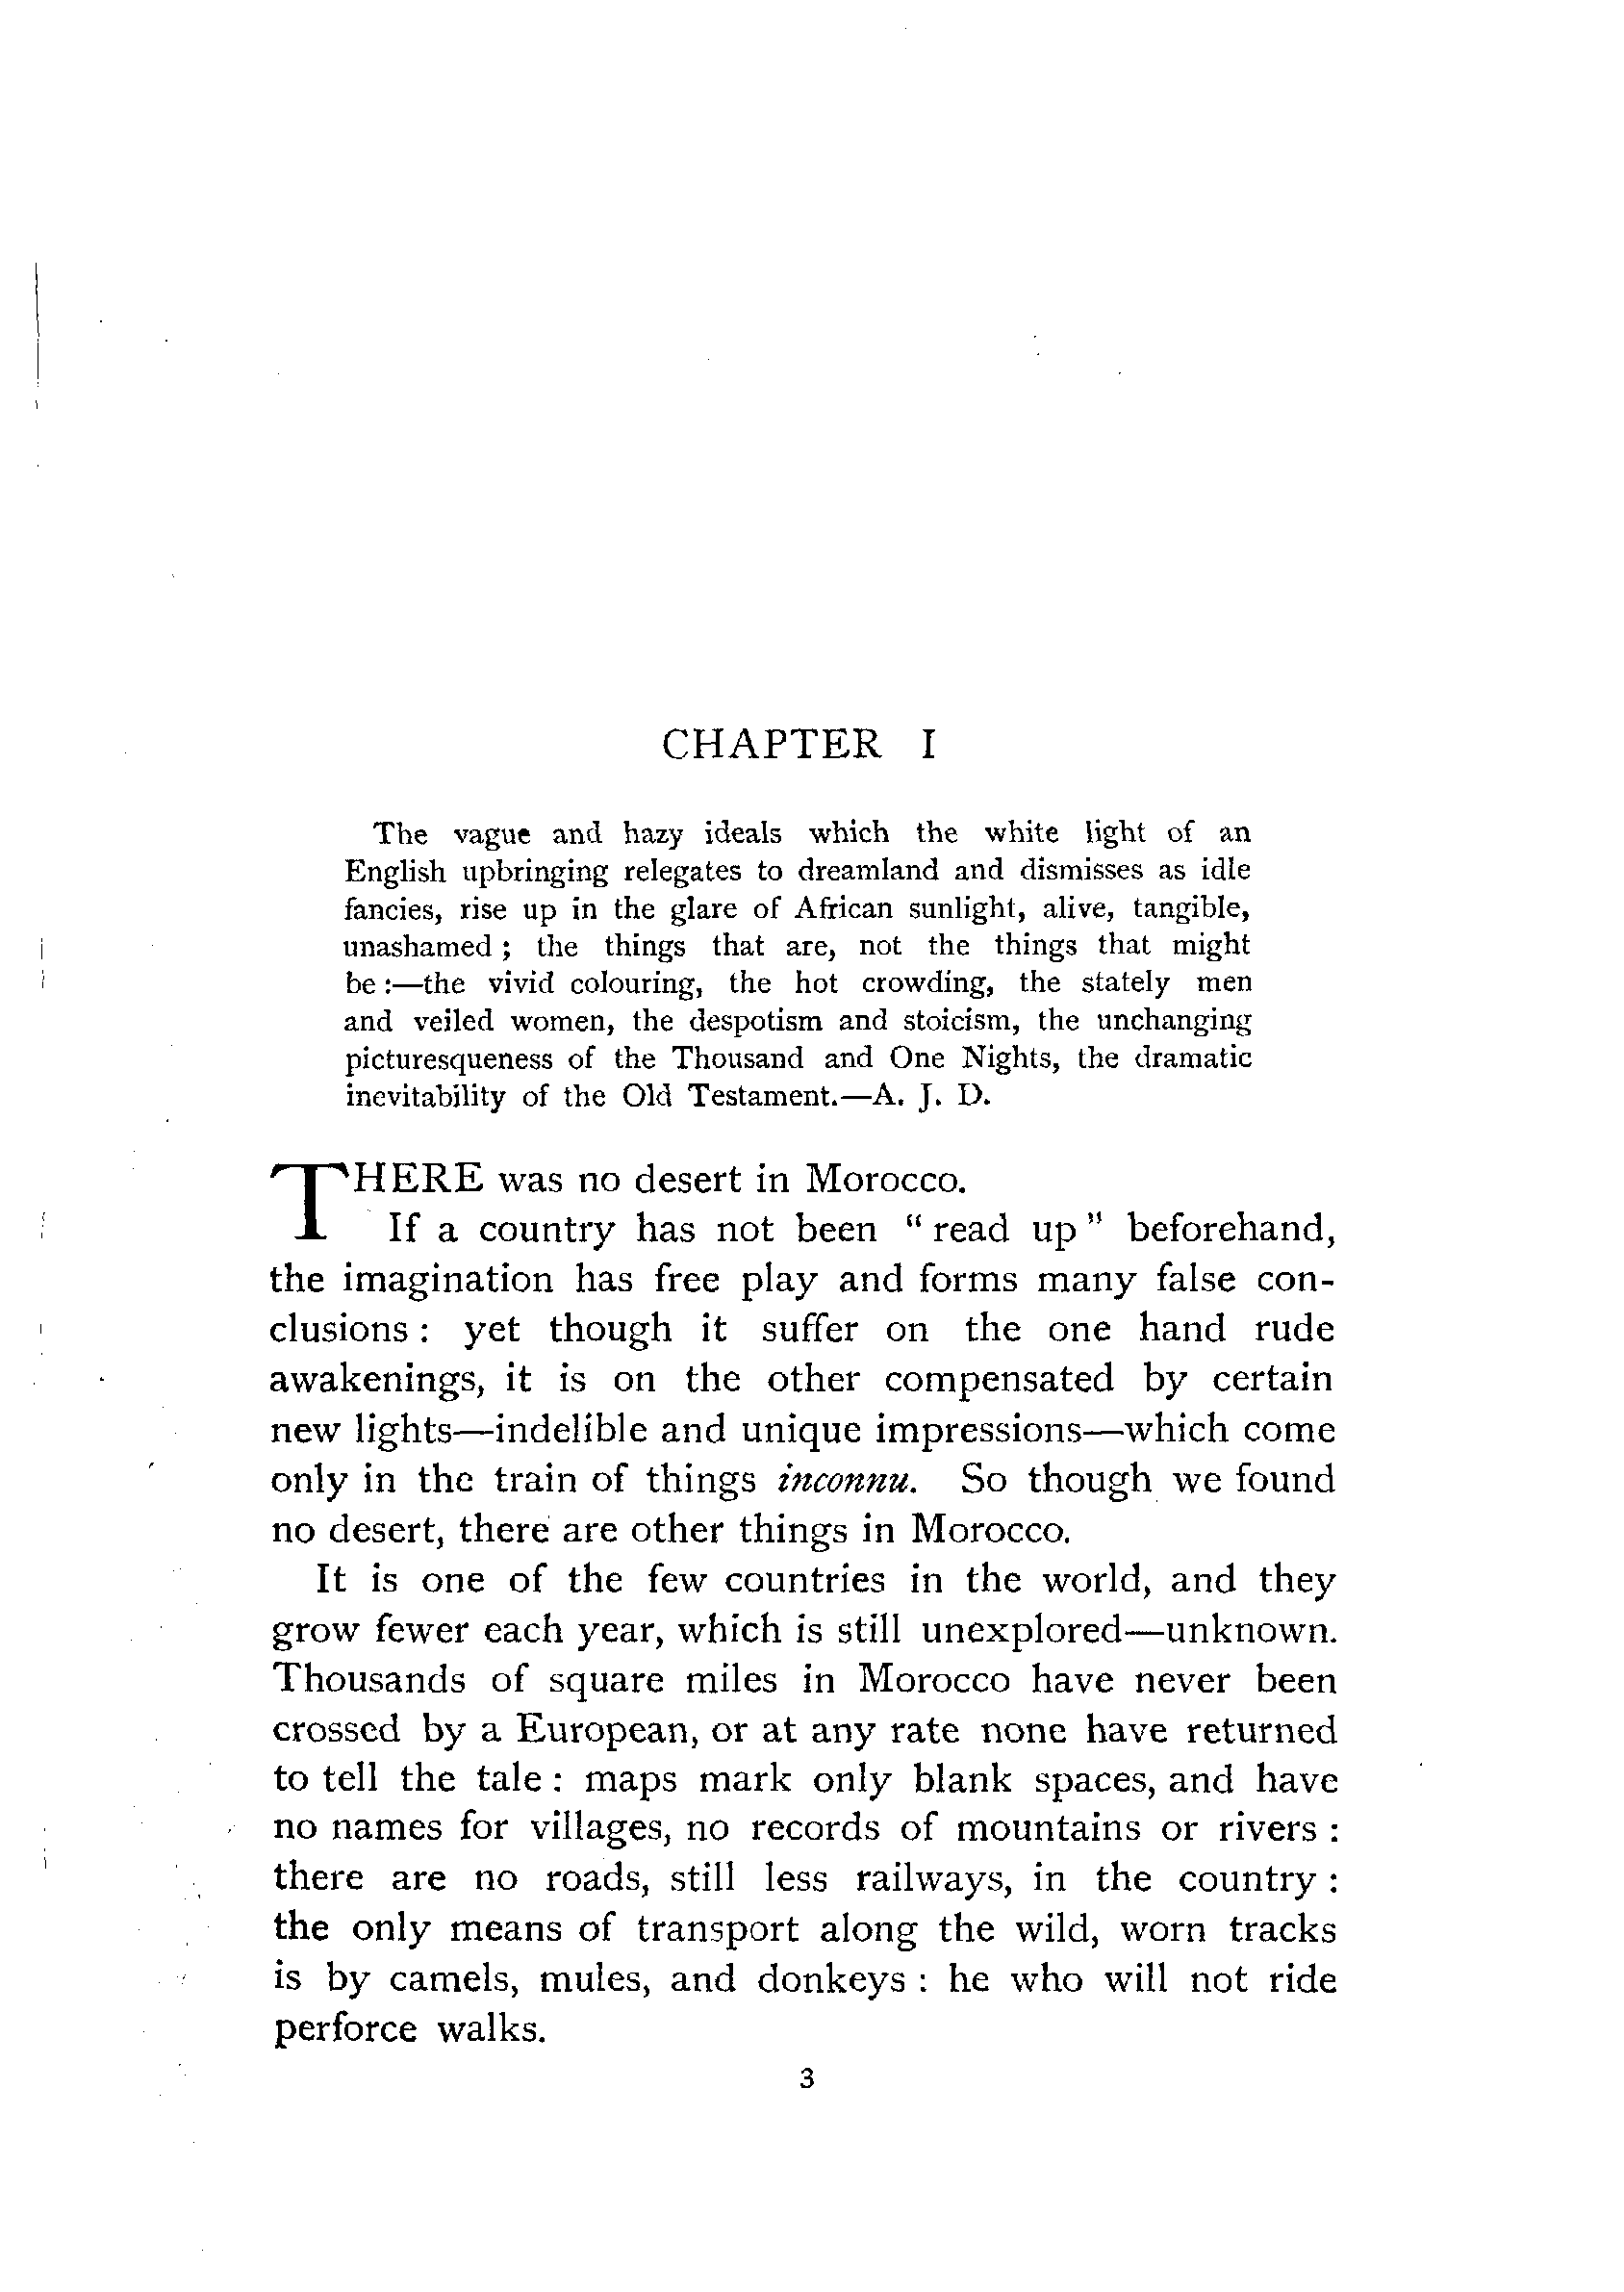 CHAPTER I
The vague and hazy ideals which the white light of an
English upbringing relegates to dreamland and dismisses as idle
fancies, rise up in the glare of African sunlight, alive, tangible,
unashamed ; the things that are, not the things that might
be :—the vivid colouring, the hot crowding, the stately men
and veiled women, the despotism and stoicism, the unchanging
picturesqueness of the Thousand and One Nights, the dramatic
inevitability of the Old Testament.—A. J. D.
THERE was no desert in Morocco.
If a country has not been "read up" beforehand,
the imagination has free play and forms many false con-
clusions : yet though it suffer on the one hand rude
awakenings, it is on the other compensated by certain
new lights—indelible and unique impressions—which come
only in the train of things inconnu. So though we found
no desert, there are other things in Morocco.
It is one of the few countries in the world, and they
grow fewer each year, which is still unexplored—unknown.
Thousands of square miles in Morocco have never been
crossed by a European, or at any rate none have returned
to tell the tale : maps mark only blank spaces, and have
no names for villages, no records of mountains or rivers :
there are no roads, still less railways, in the country :
the only means of transport along the wild, worn tracks
is by camels, mules, and donkeys : he who will not ride
perforce walks.
3